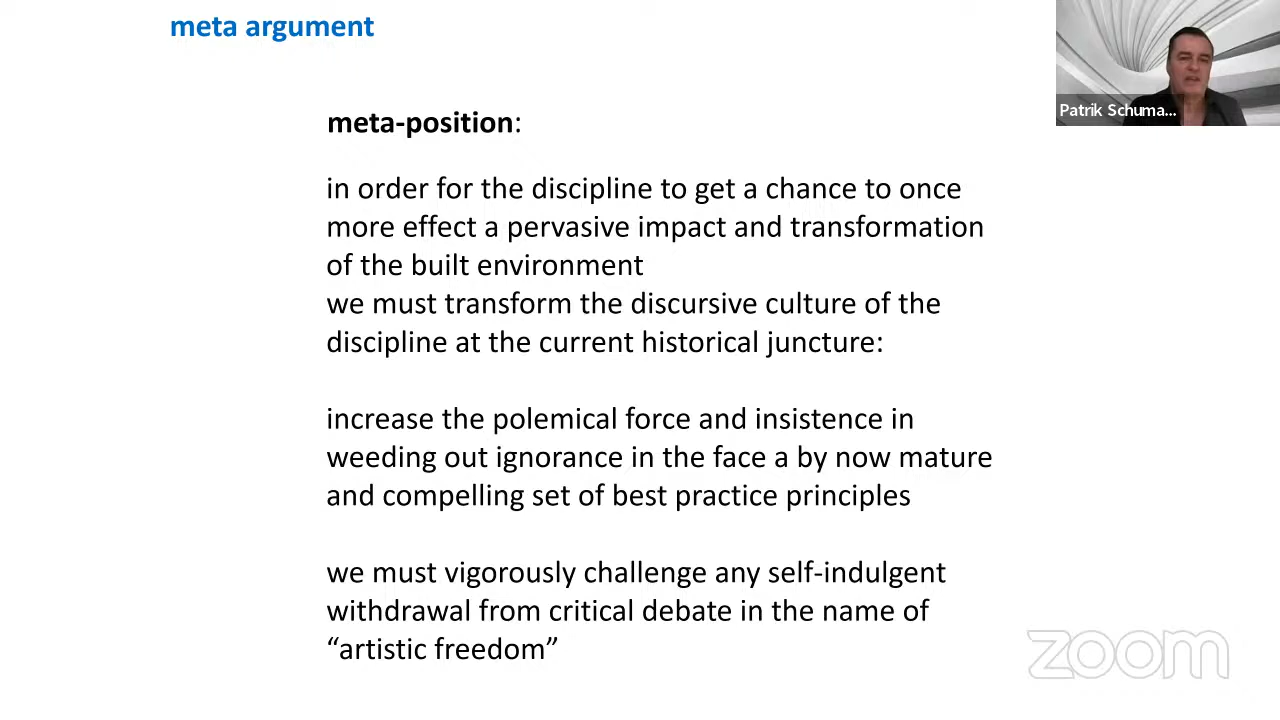 meta argument
Patrik Schuma...
meta-position:
in order for the discipline to get a chance to once
more effect a pervasive impact and transformation
of the built environment
we must transform the discursive culture of the
discipline at the current historical juncture:
increase the polemical force and insistence in
weeding out ignorance in the face a by now mature
and compelling set of best practice principles
we must vigorously challenge any self-indulgent
withdrawal from critical debate in the name of
“artistic freedom”
zoom